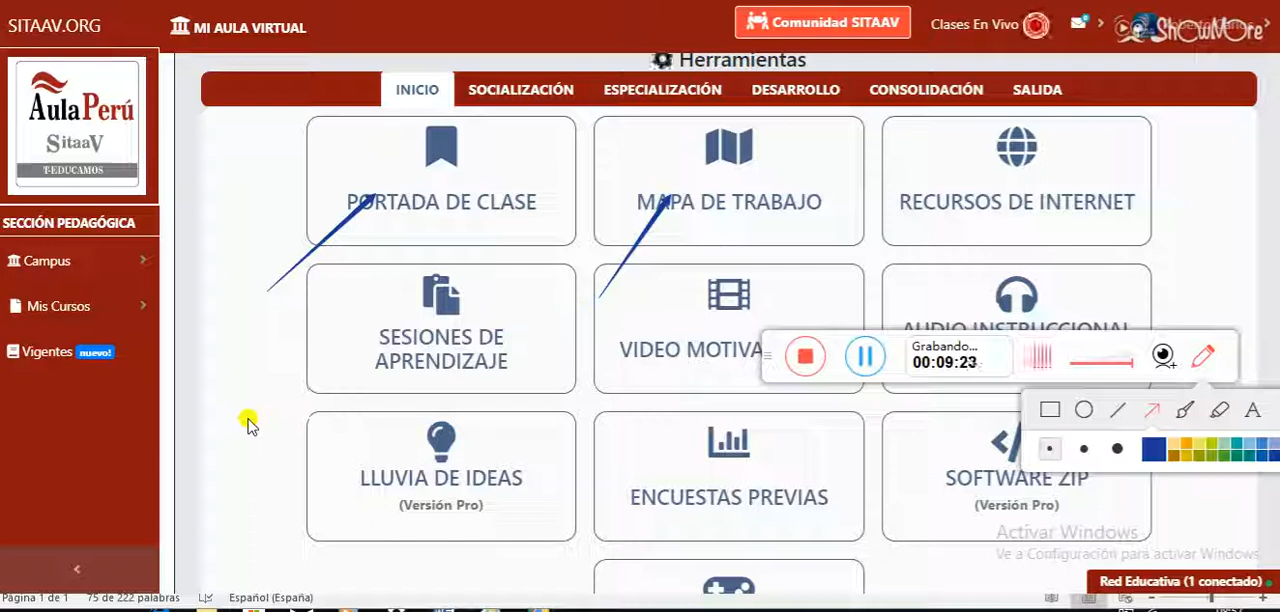 SITAAV.ORG
MI AULA VIRTUAL
Comunidad SITAAV
Clases En Vivo
ShowMore
AulaPerú
SitaaV
T-EDUCAMOS
SECCIÓN PEDAGÓGICA
Campus
Mis Cursos
Vigentes nuevo!
Herramientas
INICIO
SOCIALIZACIÓN
ESPECIALIZACIÓN
DESARROLLO
CONSOLIDACIÓN
SALIDA
PORTADA DE CLASE
MAPA DE TRABAJO
RECURSOS DE INTERNET
SESIONES DE
APRENDIZAJE
VIDEO MOTIVA
AUDIO INSTRUCCIONAL
Grabando...
00:09:23
A
LLUVIA DE IDEAS
(Versión Pro)
ENCUESTAS PREVIAS
SOFTWARE ZIP
(Versión Pro)
Activar Windows
Ve a Configuración para activar Windows.
Red Educativa (1 conectado)
Página 1 de 1
75 de 222 palabras
Español (España)